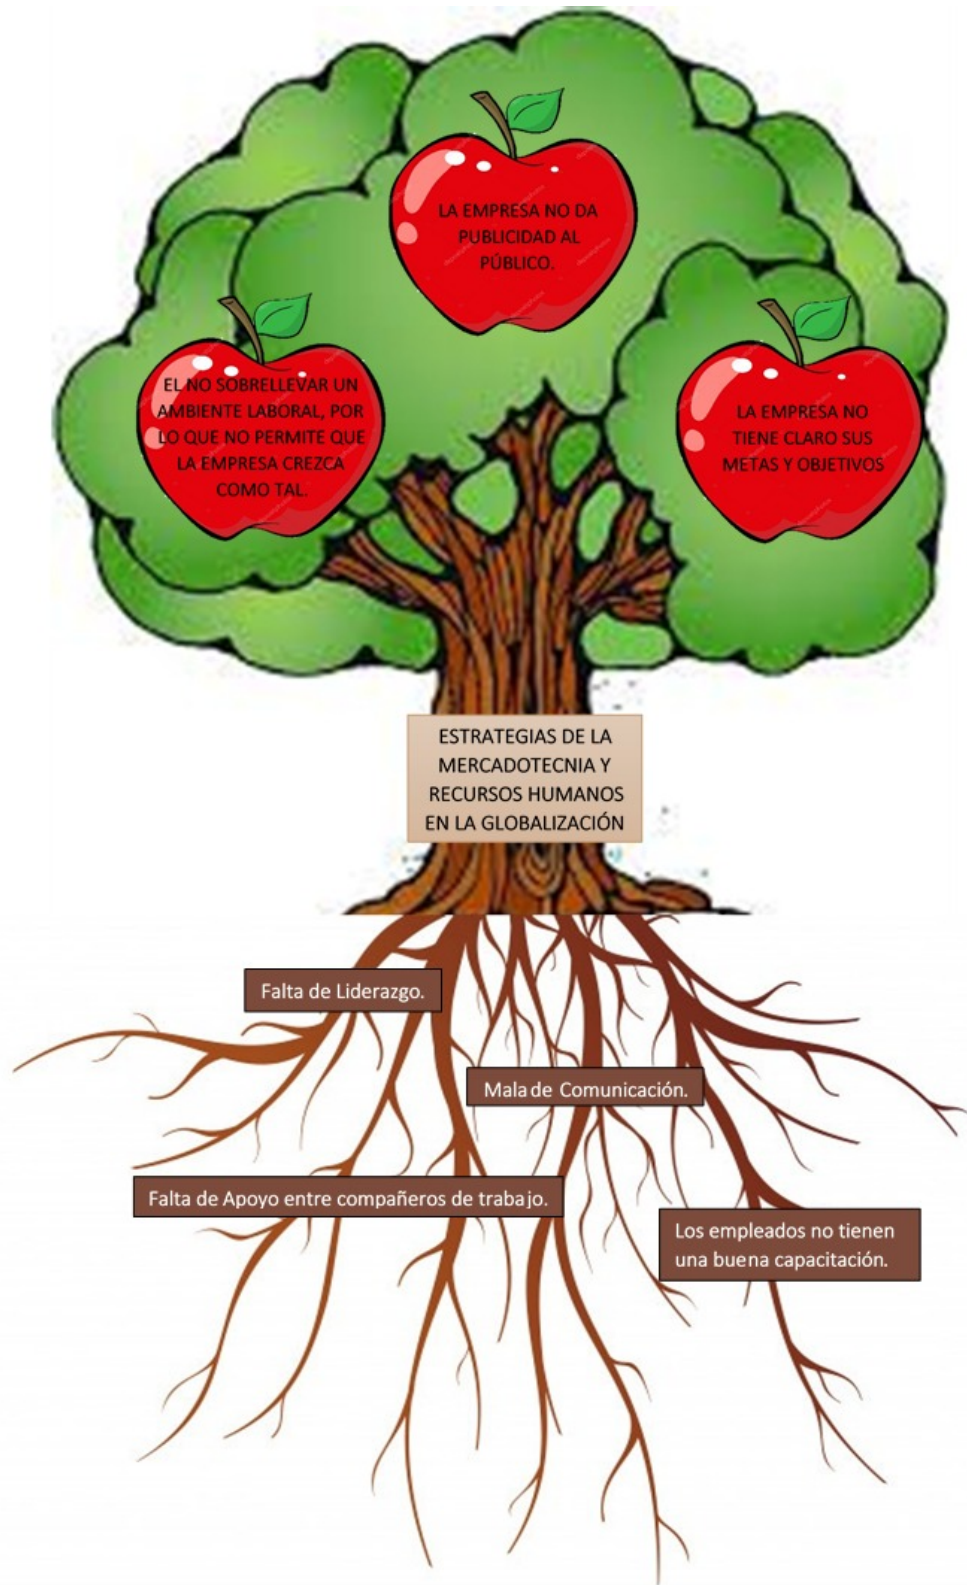 LA EMPRESA NO DA
PUBLICIDAD AL
PÚBLICO.
EL NO SOBRELLEVAR UN
AMBIENTE LABORAL, POR
LO QUE NO PERMITE QUE
LA EMPRESA CREZCA
COMO TAL.
LA EMPRESA NO
TIENE CLARO SUS
METAS Y OBJETIVOS
ESTRATEGIAS DE LA
MERCADOTECNIA Y
RECURSOS HUMANOS
EN LA GLOBALIZACIÓN
Falta de Liderazgo.
Mala de Comunicación.
Falta de Apoyo entre compañeros de trabajo.
Los empleados no tienen
una buena capacitación.